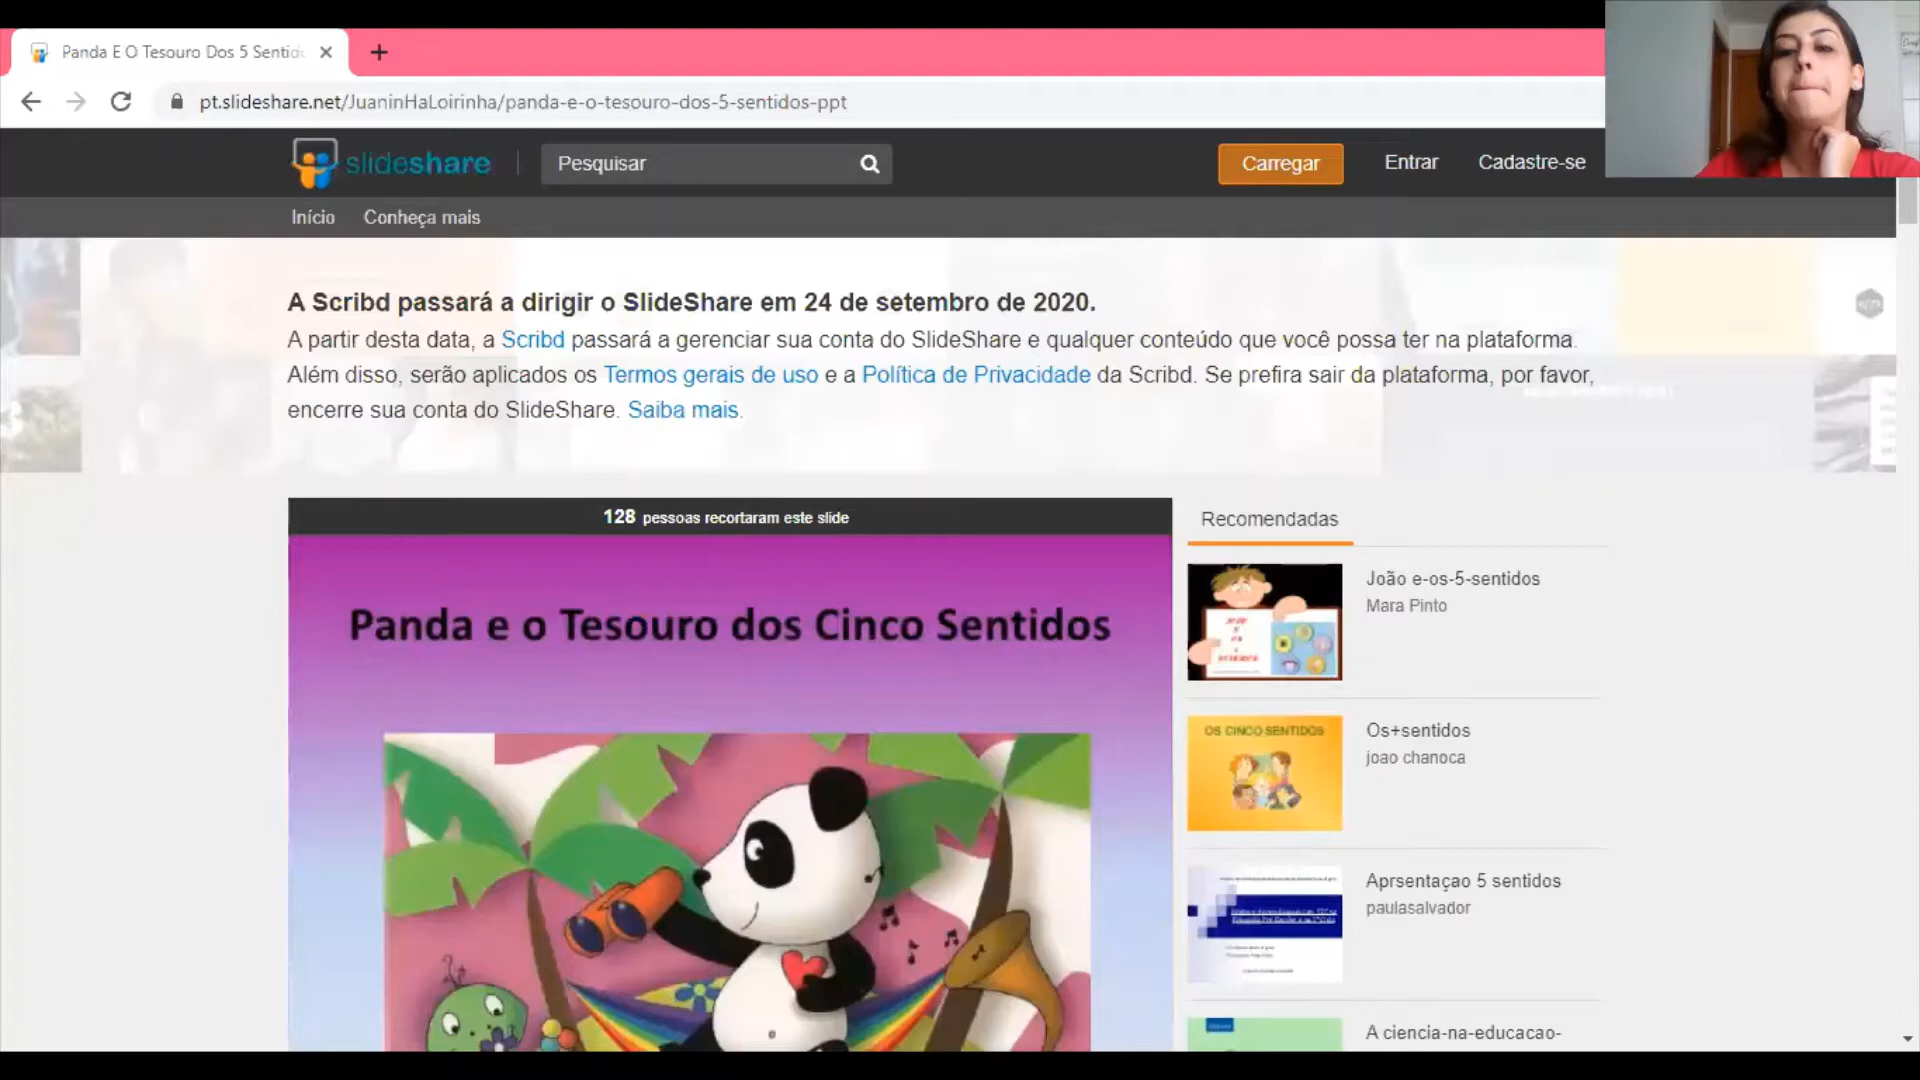 Panda E O Tesouro Dos 5 Sentido
pt.slideshare.net/JuaninHaLoirinha/panda-e-o-tesouro-dos-5-sentidos-ppt
slideshare
Pesquisar
Carregar
Entrar
Cadastre-se
Início
Conheça mais
A Scribd passará a dirigir o SlideShare em 24 de setembro de 2020.
A partir desta data, a Scribd passará a gerenciar sua conta do SlideShare e qualquer conteúdo que você possa ter na plataforma.
Além disso, serão aplicados os Termos gerais de uso e a Política de Privacidade da Scribd. Se prefira sair da plataforma, por favor,
encerre sua conta do SlideShare. Saiba mais.
128 pessoas recortaram este slide
Panda e o Tesouro dos Cinco Sentidos
Recomendadas
João e-os-5-sentidos
Mara Pinto
OS CINCO SENTIDOS
Os+sentidos
joao chanoca
Aprsentaçao 5 sentidos
paulasalvador
A ciencia-na-educacao-